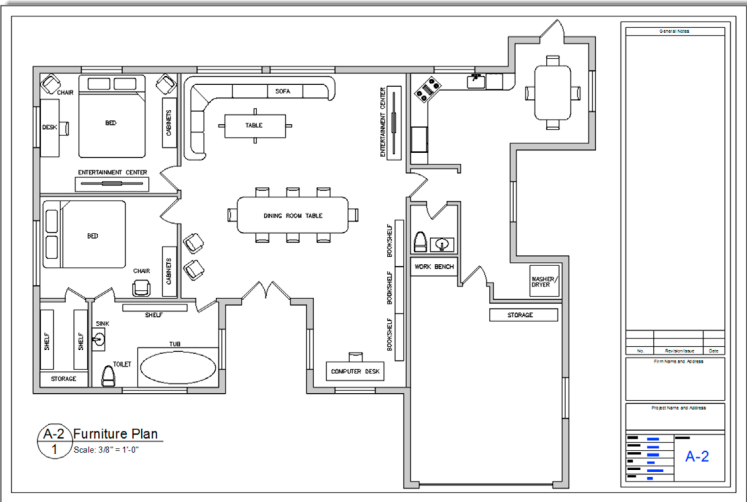 General Notes
SOFA
CHAIR
DESK
BED
CABINETS
TABLE
ENTERTAINMENT CENTER
ENTERTAINMENT CENTER
DINING ROOM TABLE
BED
CHAIR
CABINETS
BOOKSHELF
BOOKSHELF
BOOKSHELF
WORK BENCH
WASHER/
DRYER
STORAGE
SHELF
SHELF
SHELF
SINK
TOILET
TUB
STORAGE
COMPUTER DESK
No.
Revision/Issue
Date
Firm Name and Address
Project Name and Address
A-2
A-2
1
Furniture Plan
Scale: 3/8" = 1'-0"